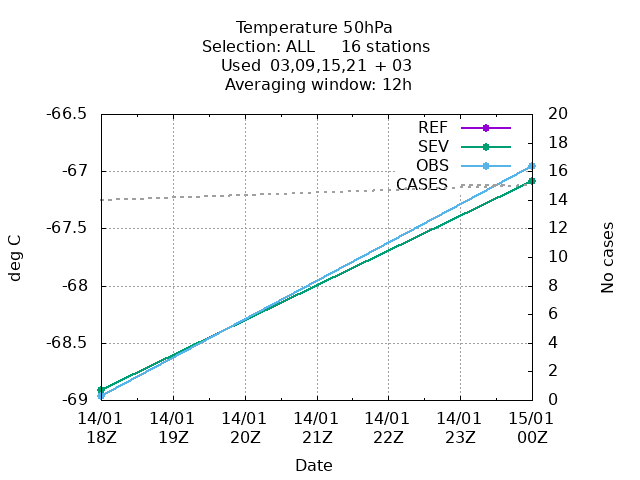 Temperature 50hPa
Selection: ALL     16 stations
Used  03,09,15,21 + 03
Averaging window: 12h
-66.5
-67
-67.5
-68
-68.5
-69
deg C
20
18
16
14
12
10
8
6
4
2
0
No cases
REF
SEV
OBS
CASES
14/01 14/01 14/01 14/01 14/01 14/01 15/01
18Z 19Z 20Z 21Z 22Z 23Z 00Z
Date